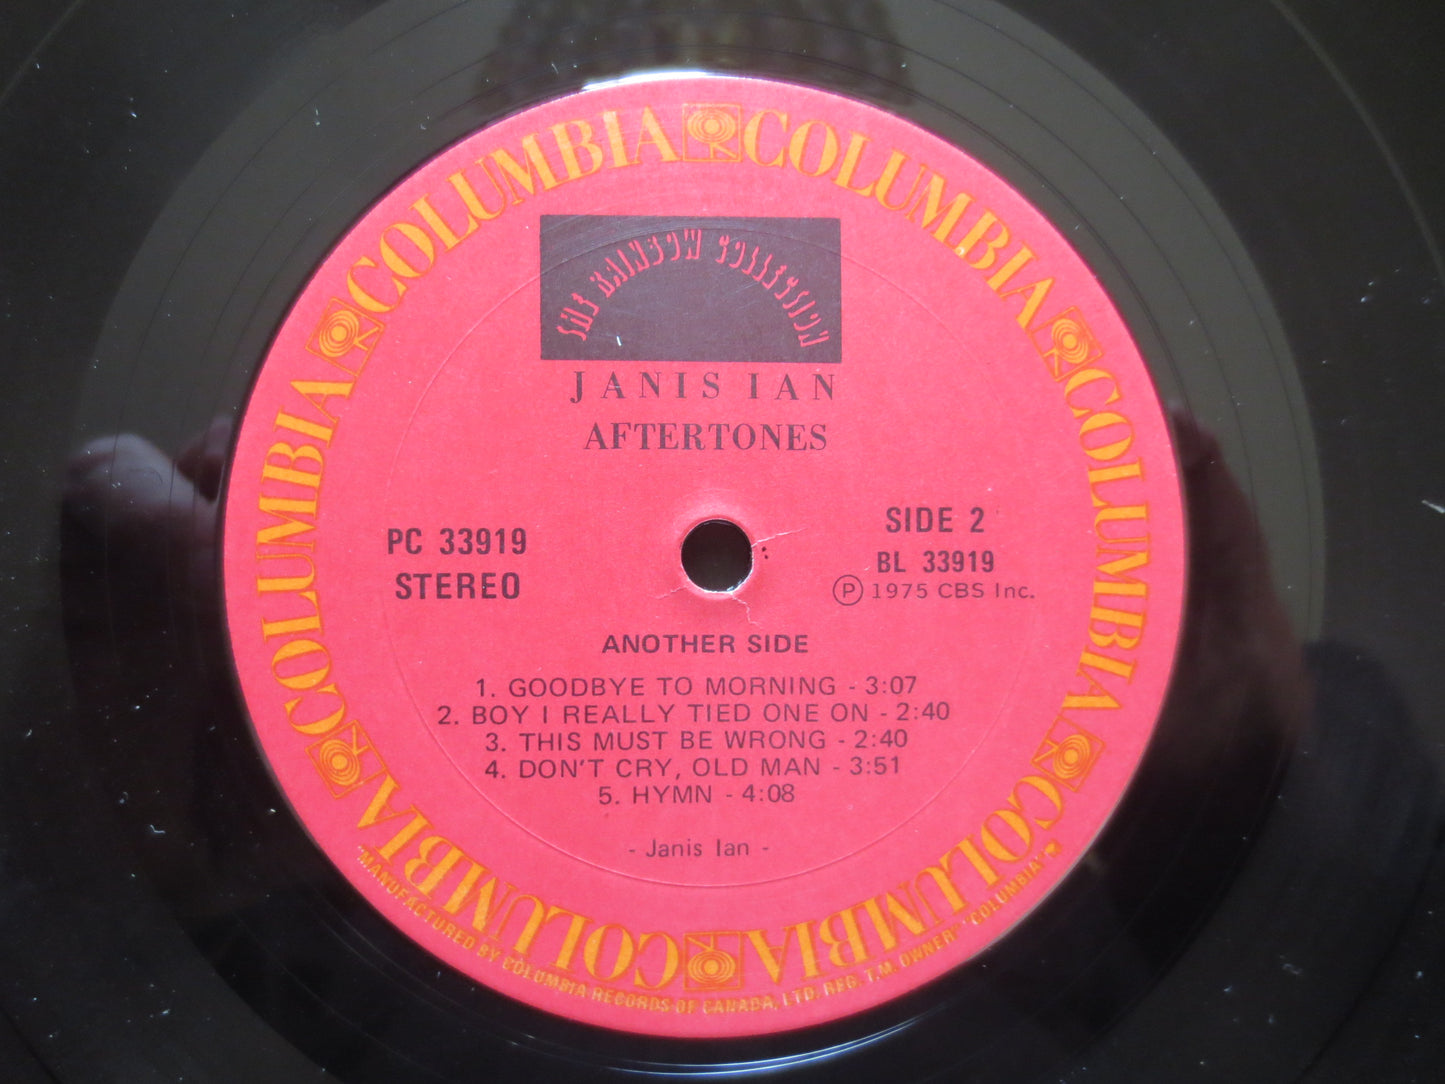 COLUMBIA COLUMBIA COLUMBIA COLUMBIA COLUMBIA COLUMBIA
THE RAINBOW COLLECTION
JANIS IAN
AFTERTONES
PC 33919
STEREO
SIDE 2
BL 33919
Ⓟ 1975 CBS Inc.
ANOTHER SIDE
1. GOODBYE TO MORNING - 3:07
2. BOY I REALLY TIED ONE ON - 2:40
3. THIS MUST BE WRONG - 2:40
4. DON'T CRY, OLD MAN - 3:51
5. HYMN - 4:08
- Janis Ian -
"MANUFACTURED BY COLUMBIA RECORDS OF CANADA, LTD. REG. T.M. OWNER" "COLUMBIA"